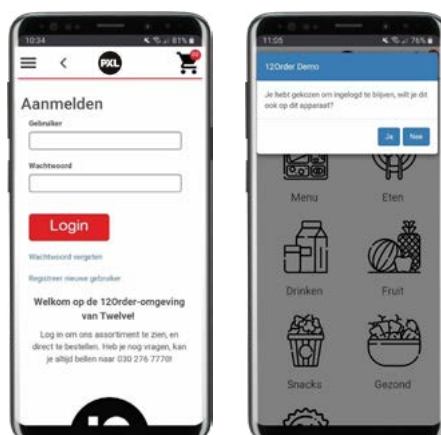 10:34
81%
PXL
Aanmelden
Gebruiker
Wachtwoord
Login
Wachtwoord vergeten
Registreer nieuwe gebruiker
Welkom op de 12Order-omgeving
van Twelve!
Log in om ons assortiment te zien, en
direct te bestellen. Heb je nog vragen, kan
je altijd bellen naar 030 276 7770!
11:05
76%
12Order Demo
Je hebt gekozen om ingelogd te blijven, wilt je dit
ook op dit apparaat?
Ja Nee
Menu Eten
Drinken Fruit
Snacks Gezond